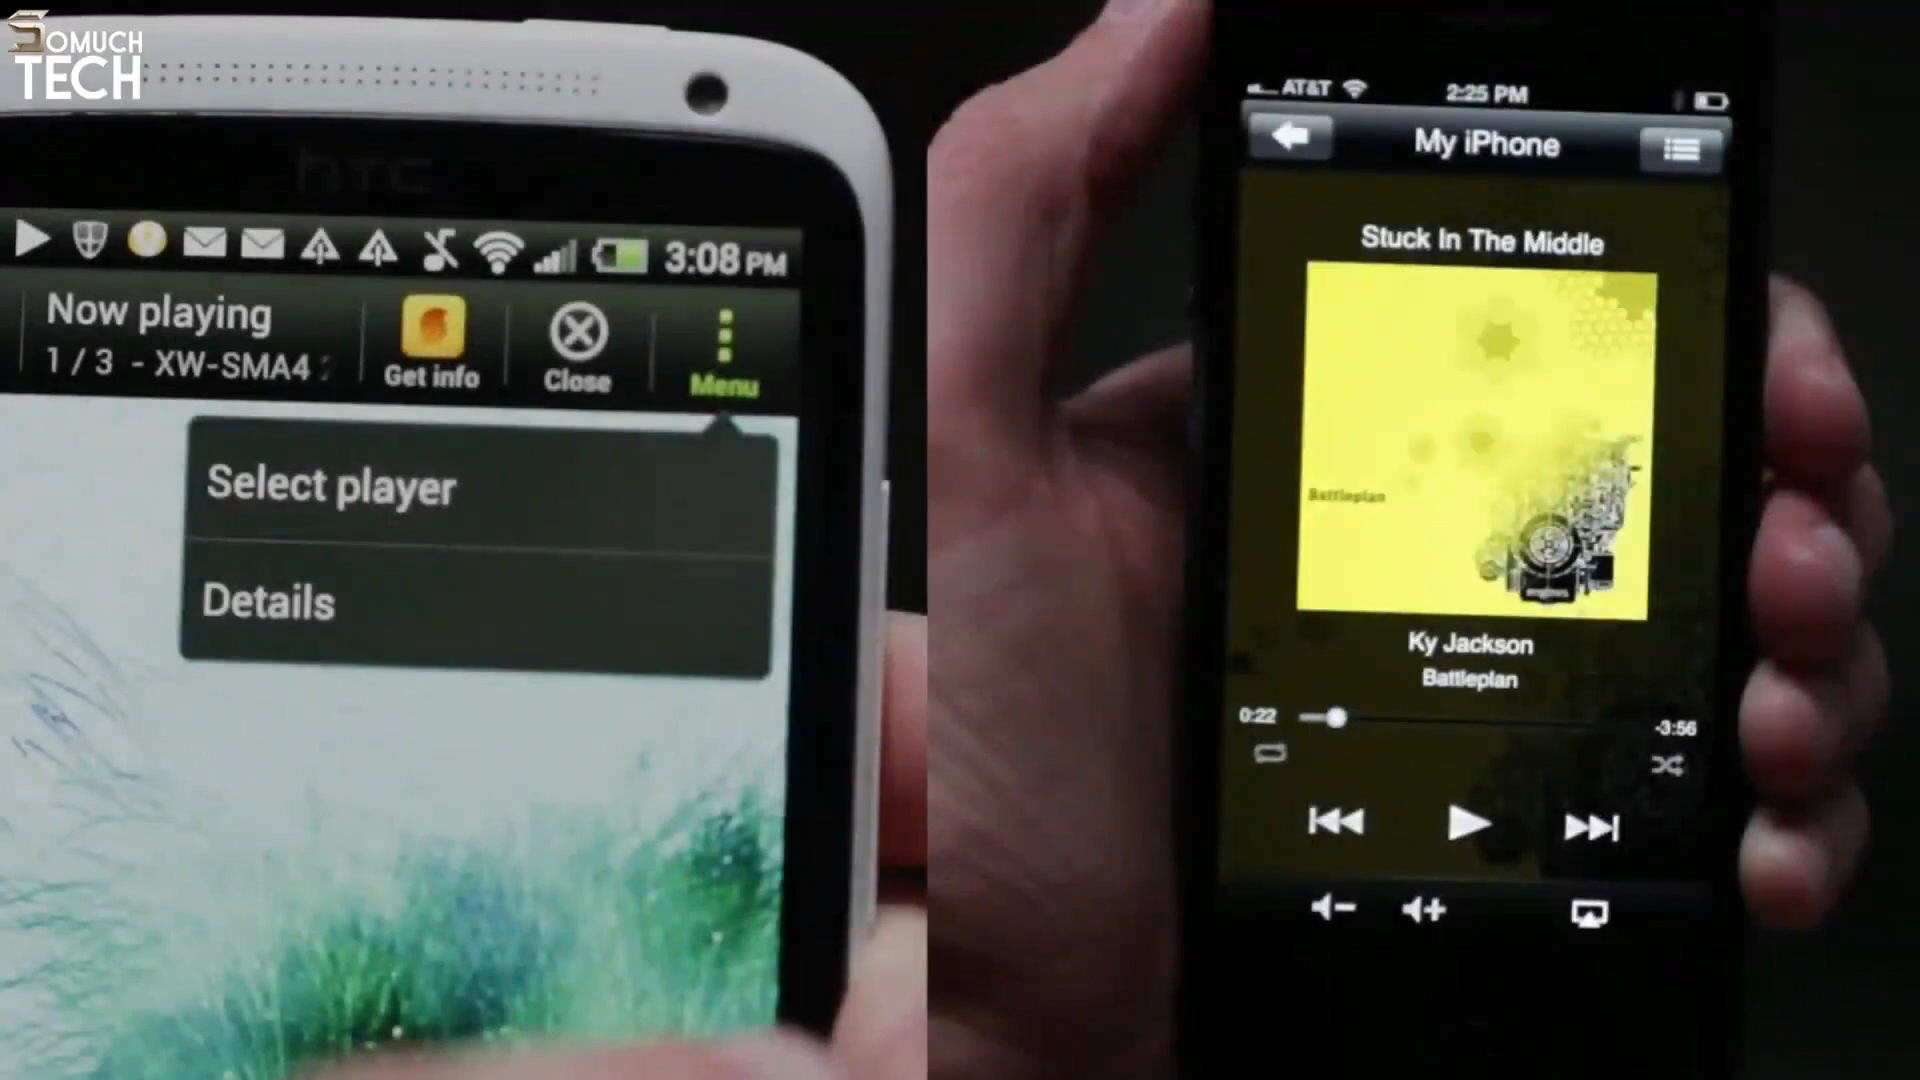 SOMUCH
TECH
htc
3:08 PM
Now playing
1 / 3 - XW-SMA4
Get info
Close
Menu
Select player
Details
AT&T
2:25 PM
My iPhone
Stuck In The Middle
Battleplan
engines
Ky Jackson
Battleplan
0:22
-3:56